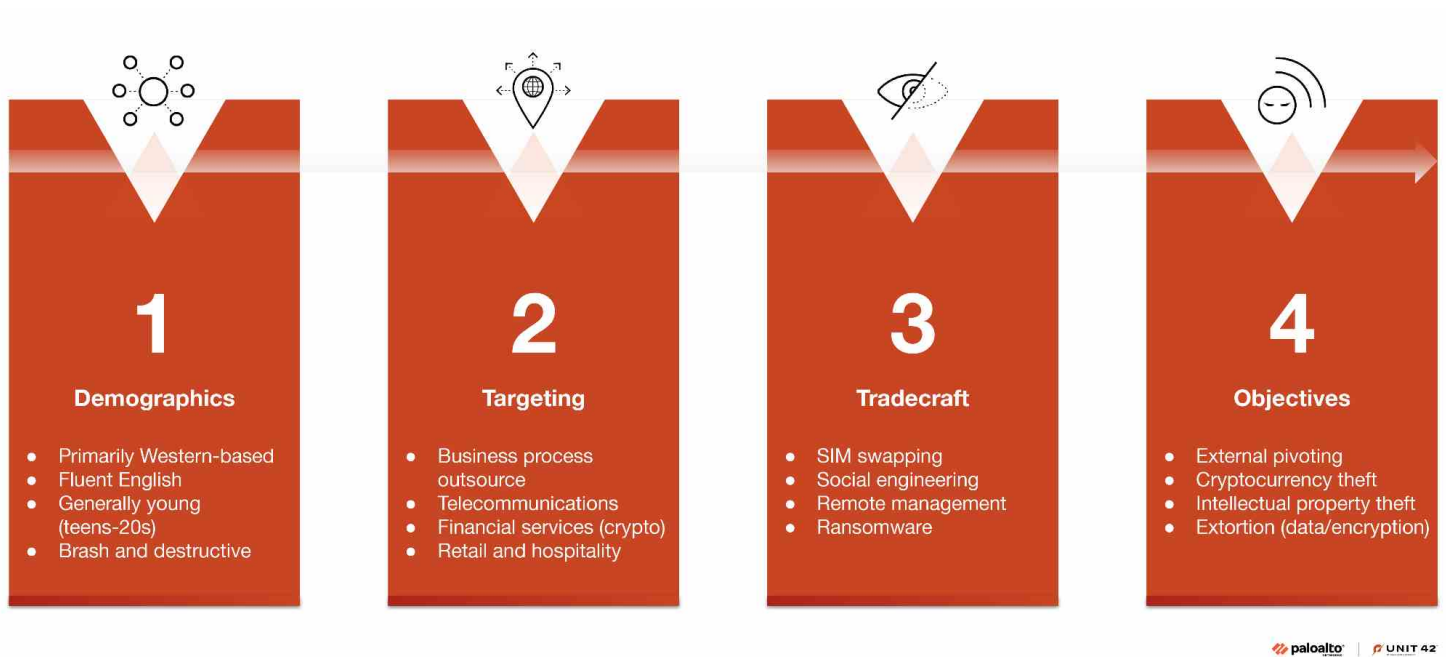 1
Demographics
● Primarily Western-based
● Fluent English
● Generally young
(teens-20s)
● Brash and destructive
2
Targeting
● Business process
outsource
● Telecommunications
● Financial services (crypto)
● Retail and hospitality
3
Tradecraft
● SIM swapping
● Social engineering
● Remote management
● Ransomware
4
Objectives
● External pivoting
● Cryptocurrency theft
● Intellectual property theft
● Extortion (data/encryption)
paloalto
UNIT 42